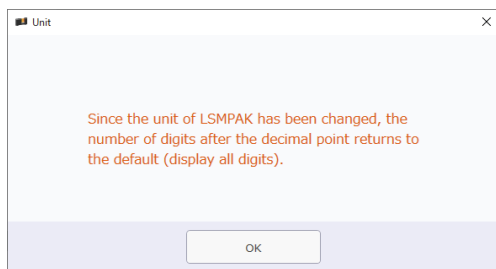 Unit
Since the unit of LSMPAK has been changed, the
number of digits after the decimal point returns to
the default (display all digits).
OK